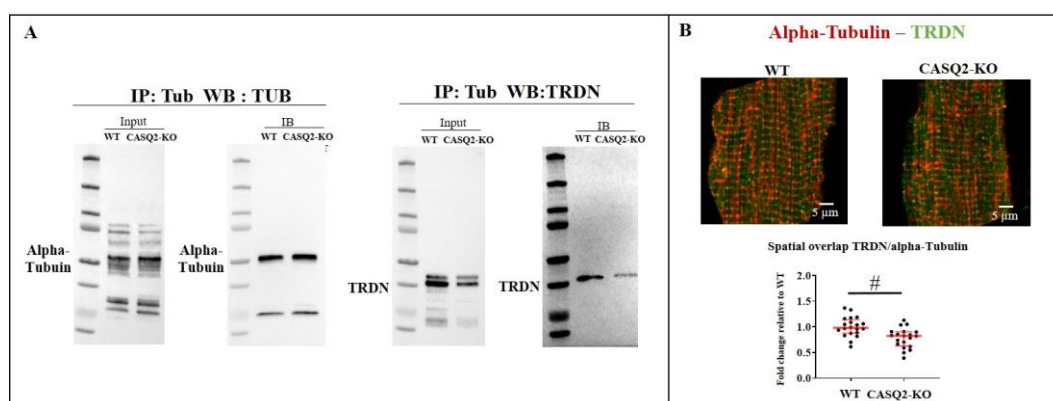 A
IP: Tub WB : TUB
Input
WT CASQ2-KO
IB
WT CASQ2-KO
Alpha-
Tubuin
Alpha-
Tubuin
IP: Tub WB:TRDN
Input
WT CASQ2-KO
IB
WT CASQ2-KO
TRDN
TRDN
B
Alpha-Tubulin – TRDN
WT
CASQ2-KO
5 µm
5 µm
Spatial overlap TRDN/alpha-Tubulin
Fold change relative to WT
2.0
1.5
1.0
0.5
0.0
#
WT
CASQ2-KO